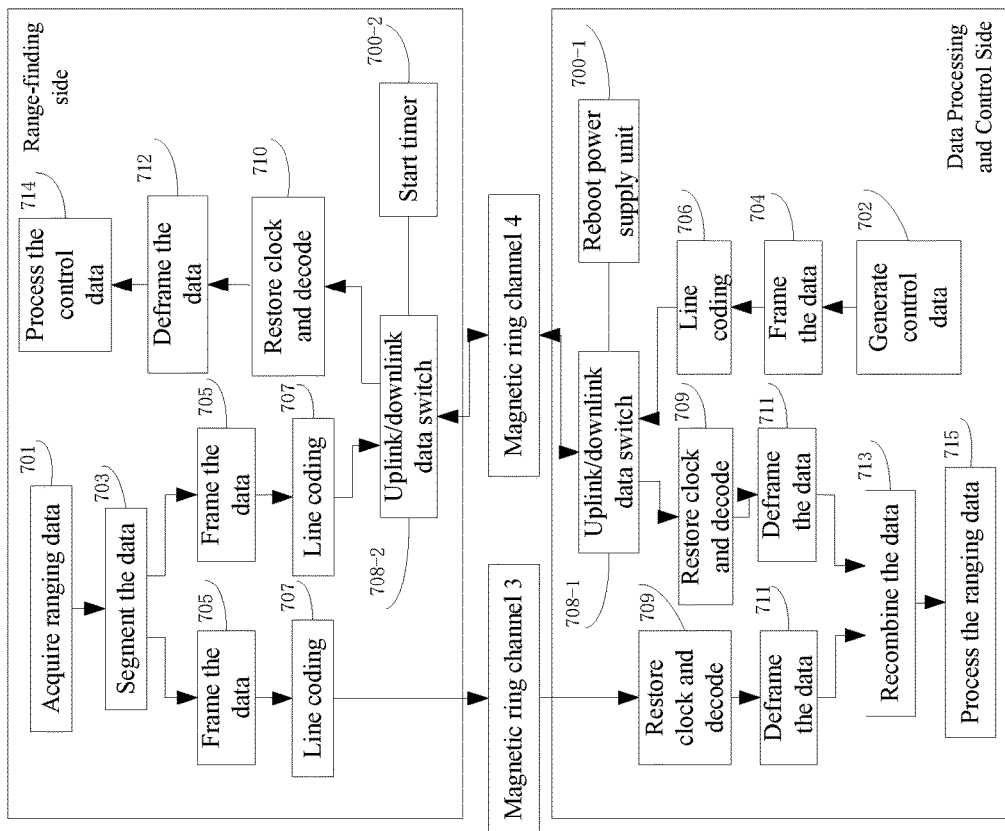 Range-finding
side
701
Acquire ranging data
703
Segment the data
705
Frame the
data
707
Line coding
705
Frame the
data
707
Line coding
708-2
Uplink/downlink
data switch
700-2
Start timer
710
Restore clock
and decode
712
Deframe the
data
714
Process the
control
data
Magnetic ring channel 3
Magnetic ring channel 4
Data Processing
and Control Side
700-1
Reboot power
supply unit
708-1
Uplink/downlink
data switch
706
Line
coding
704
Frame
the data
702
Generate
control
data
709
Restore
clock and
decode
709
Restore clock
and decode
711
Deframe
the data
711
Deframe
the data
713
Recombine the data
715
Process the ranging data